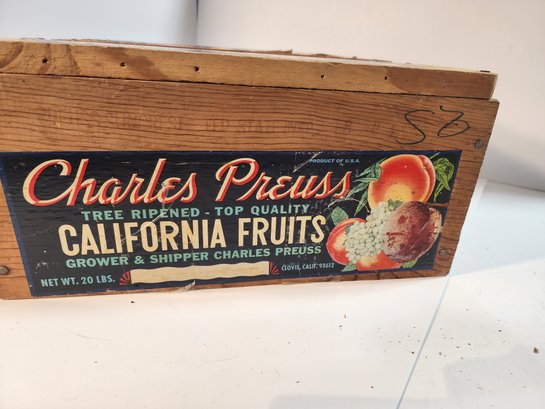 Charles Preuss
PRODUCT OF U.S.A.
TREE RIPENED - TOP QUALITY
CALIFORNIA FRUITS
GROWER & SHIPPER CHARLES PREUSS
NET WT. 20 LBS.
CLOVIS, CALIF. 93612